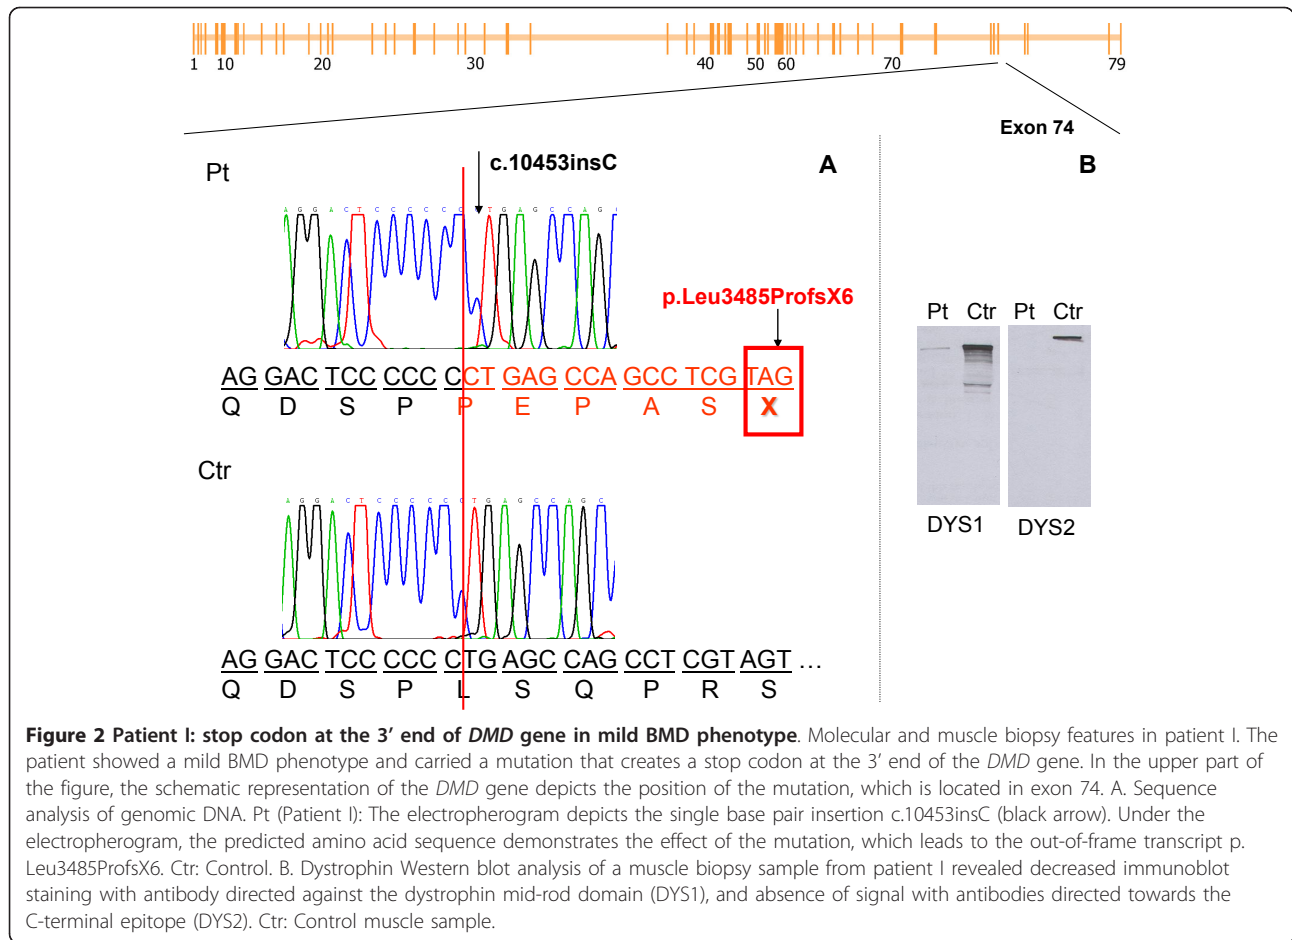 1 10 20 30 40 50 60 70 79
Exon 74
Pt c.10453insC A B
A G G A C T C C C C C C C T G A G C C A G C
p.Leu3485ProfsX6
Pt Ctr Pt Ctr
AG GAC TCC CCC CCT GAG CCA GCC TCG TAG
Q D S P P E P A S X
Ctr
A G G A C T C C C C C C T G A G C C A G C
DYS1 DYS2
AG GAC TCC CCC CTG AGC CAG CCT CGT AGT ...
Q D S P L S Q P R S
Figure 2 Patient I: stop codon at the 3' end of DMD gene in mild BMD phenotype. Molecular and muscle biopsy features in patient I. The
patient showed a mild BMD phenotype and carried a mutation that creates a stop codon at the 3' end of the DMD gene. In the upper part of
the figure, the schematic representation of the DMD gene depicts the position of the mutation, which is located in exon 74. A. Sequence
analysis of genomic DNA. Pt (Patient I): The electropherogram depicts the single base pair insertion c.10453insC (black arrow). Under the
electropherogram, the predicted amino acid sequence demonstrates the effect of the mutation, which leads to the out-of-frame transcript p.
Leu3485ProfsX6. Ctr: Control. B. Dystrophin Western blot analysis of a muscle biopsy sample from patient I revealed decreased immunoblot
staining with antibody directed against the dystrophin mid-rod domain (DYS1), and absence of signal with antibodies directed towards the
C-terminal epitope (DYS2). Ctr: Control muscle sample.